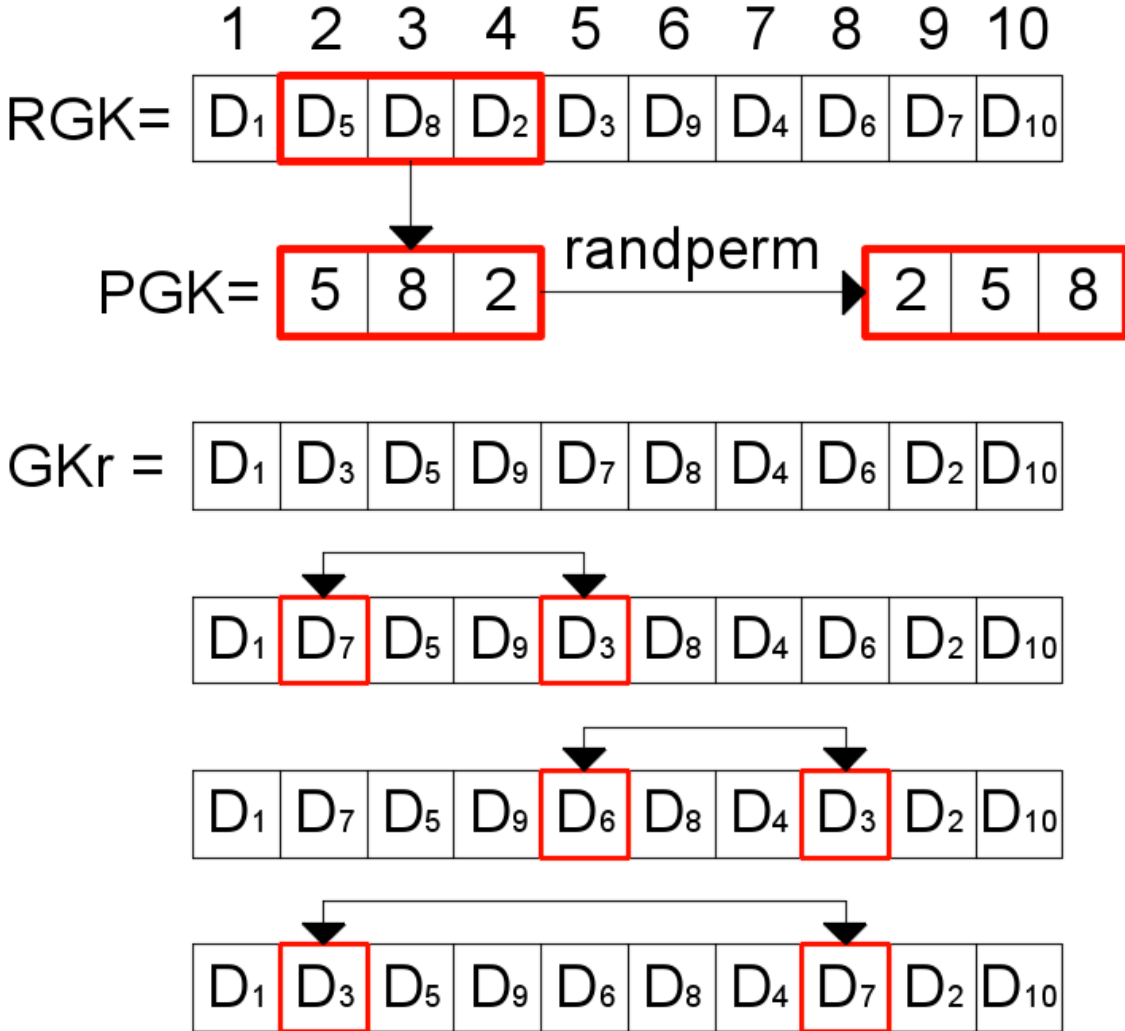 1 2 3 4 5 6 7 8 9 10
RGK= D1 D5 D8 D2 D3 D9 D4 D6 D7 D10
randperm
PGK= 5 8 2 2 5 8
GKr = D1 D3 D5 D9 D7 D8 D4 D6 D2 D10
D1 D7 D5 D9 D3 D8 D4 D6 D2 D10
D1 D7 D5 D9 D6 D8 D4 D3 D2 D10
D1 D3 D5 D9 D6 D8 D4 D7 D2 D10